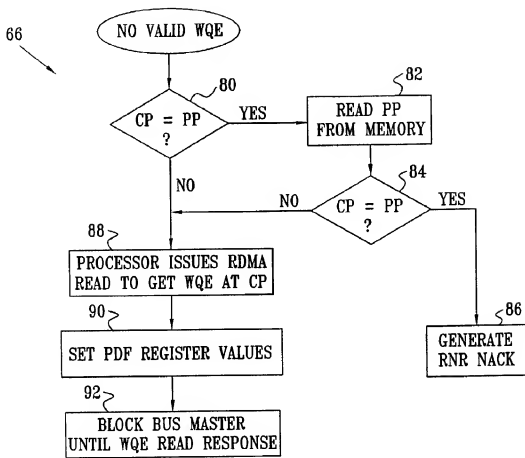 66
NO VALID WQE
80
CP = PP
?
YES
NO
82
READ PP
FROM MEMORY
84
CP = PP
?
NO
YES
88
PROCESSOR ISSUES RDMA
READ TO GET WQE AT CP
86
GENERATE
RNR NACK
90
SET PDF REGISTER VALUES
92
BLOCK BUS MASTER
UNTIL WQE READ RESPONSE